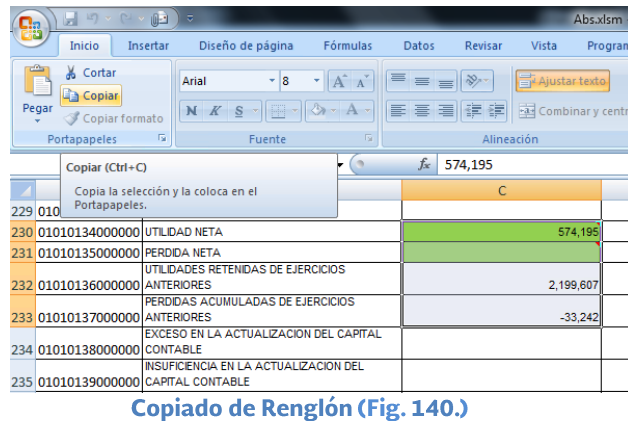 Abs.xlsm
Inicio Insertar Diseño de página Fórmulas Datos Revisar Vista Progran
Pegar
Cortar
Copiar
Copiar formato
Portapapeles
Arial 8
N K S
Fuente
Ajustar texto
Combinar y centr
Alineación
Copiar (Ctrl+C)
Copia la selección y la coloca en el
Portapapeles.
fx 574,195
C
229 010
230 01010134000000 UTILIDAD NETA 574,195
231 01010135000000 PERDIDA NETA
UTILIDADES RETENIDAS DE EJERCICIOS
232 01010136000000 ANTERIORES 2,199,607
PERDIDAS ACUMULADAS DE EJERCICIOS
233 01010137000000 ANTERIORES -33,242
EXCESO EN LA ACTUALIZACION DEL CAPITAL
234 01010138000000 CONTABLE
INSUFICIENCIA EN LA ACTUALIZACION DEL
235 01010139000000 CAPITAL CONTABLE
Copiado de Renglón (Fig. 140.)